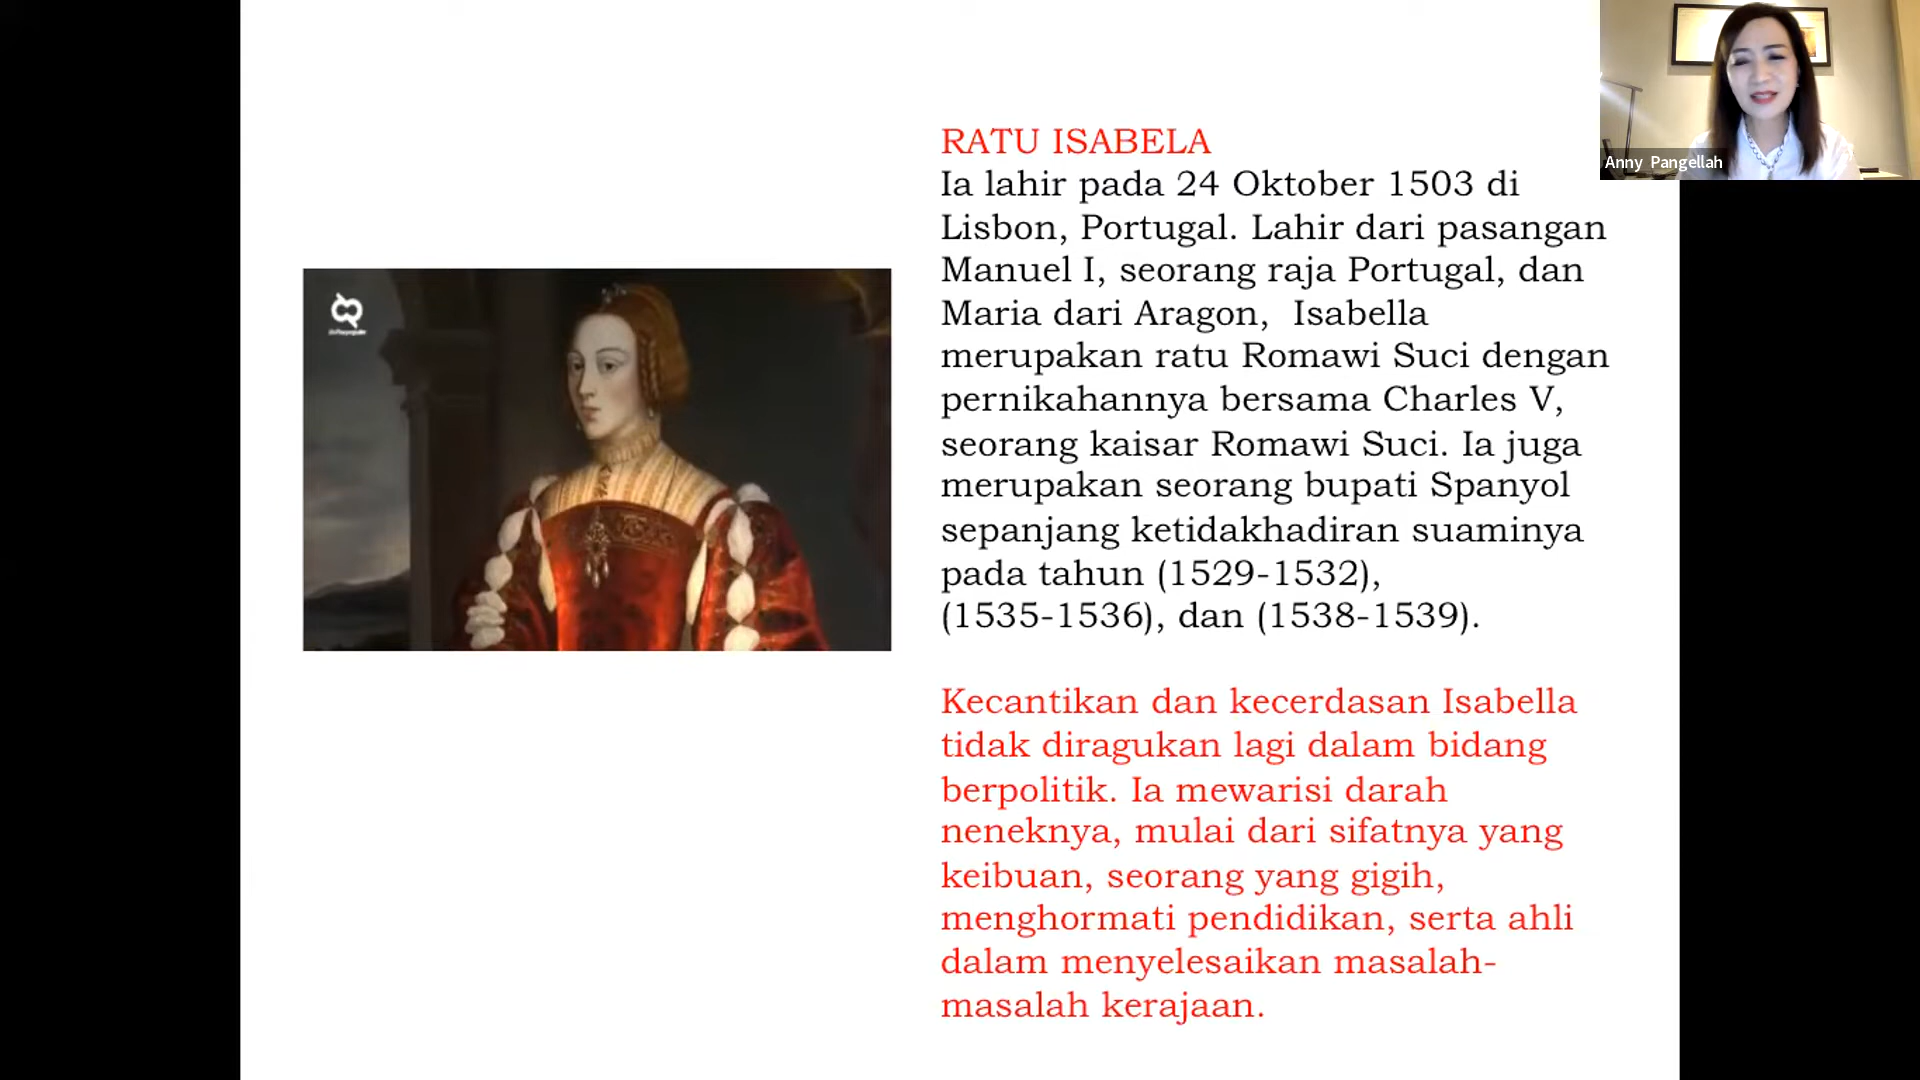 RATU ISABELA
Ia lahir pada 24 Oktober 1503 di
Lisbon, Portugal. Lahir dari pasangan
Manuel I, seorang raja Portugal, dan
Maria dari Aragon,  Isabella
merupakan ratu Romawi Suci dengan
pernikahannya bersama Charles V,
seorang kaisar Romawi Suci. Ia juga
merupakan seorang bupati Spanyol
sepanjang ketidakhadiran suaminya
pada tahun (1529-1532),
(1535-1536), dan (1538-1539).
Kecantikan dan kecerdasan Isabella
tidak diragukan lagi dalam bidang
berpolitik. Ia mewarisi darah
neneknya, mulai dari sifatnya yang
keibuan, seorang yang gigih,
menghormati pendidikan, serta ahli
dalam menyelesaikan masalah-
masalah kerajaan.
Anny Pangellah